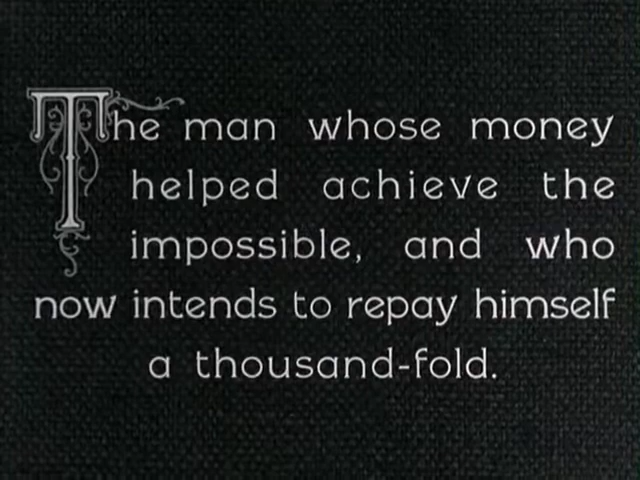 The man whose money
helped achieve the
impossible, and who
now intends to repay himself
a thousand-fold.